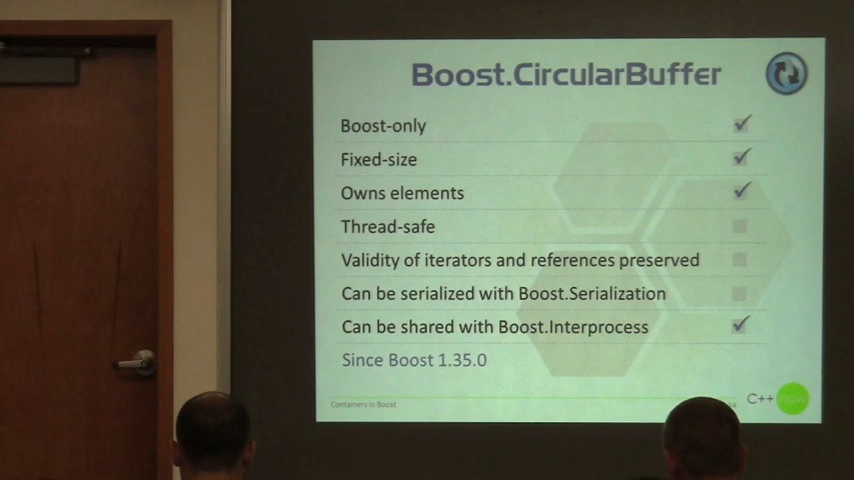 Boost.CircularBuffer
Boost-only
Fixed-size
Owns elements
Thread-safe
Validity of iterators and references preserved
Can be serialized with Boost.Serialization
Can be shared with Boost.Interprocess
Since Boost 1.35.0
Containers in Boost
C++